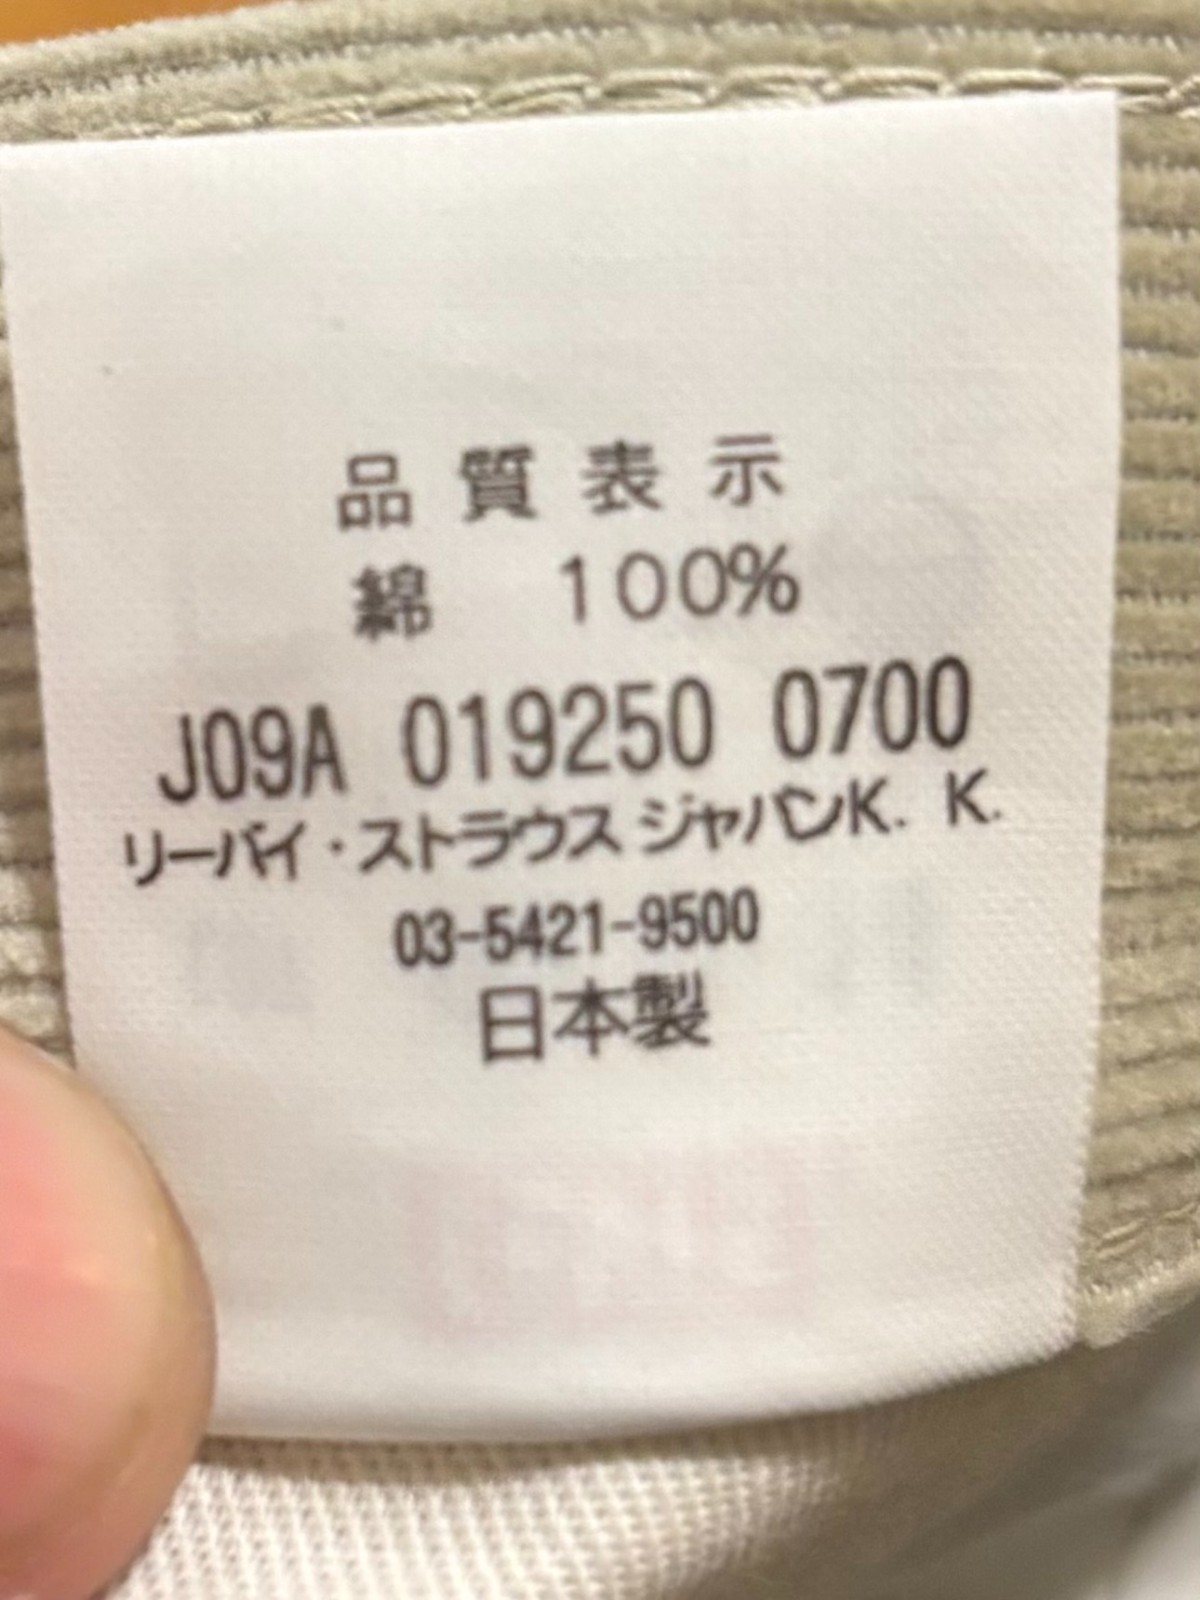 品質表示
綿 100%
J09A 019250 0700
リーバイ・ストラウス ジャパンK. K.
03-5421-9500
日本製